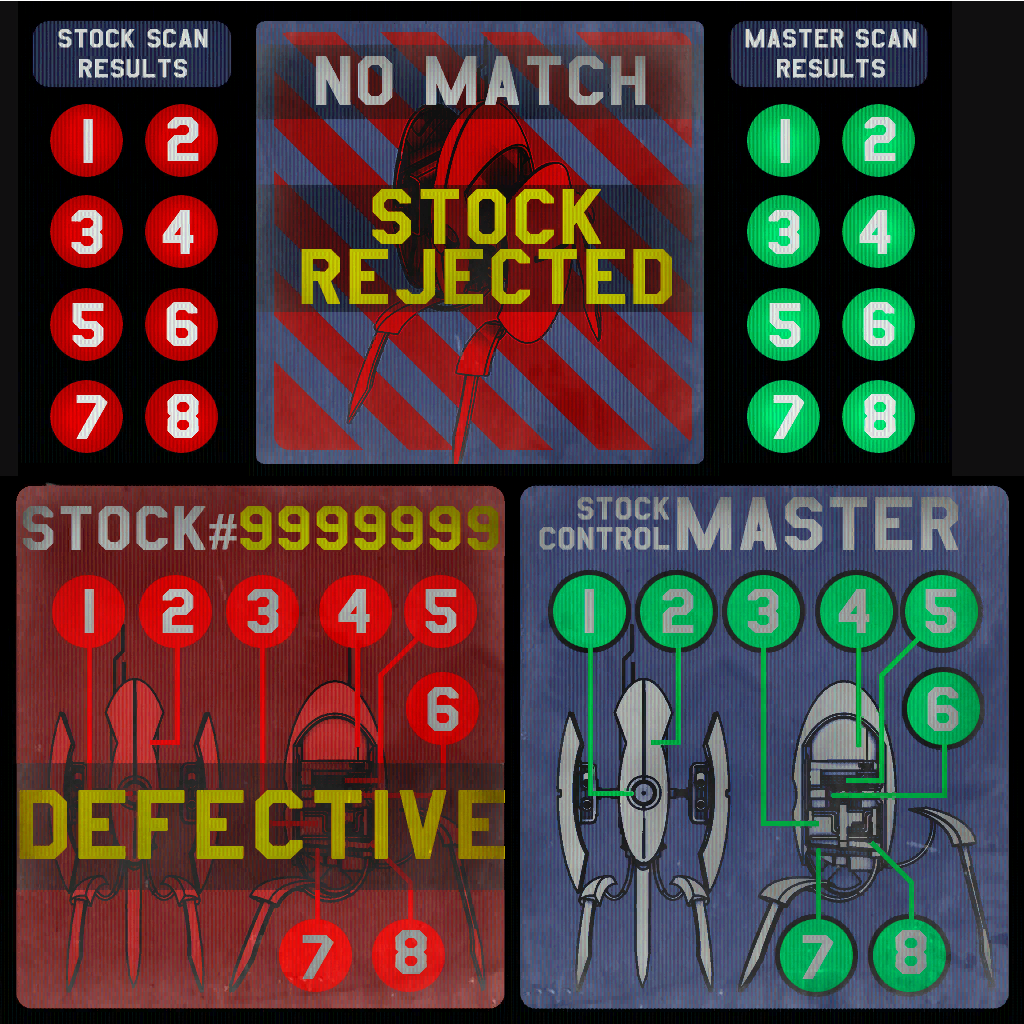 STOCK SCAN
RESULTS
1 2
3 4
5 6
7 8
NO MATCH
STOCK
REJECTED
MASTER SCAN
RESULTS
1 2
3 4
5 6
7 8
STOCK#9999999
1 2 3 4 5
6
DEFECTIVE
7 8
STOCK
CONTROL
MASTER
1 2 3 4 5
6
7 8